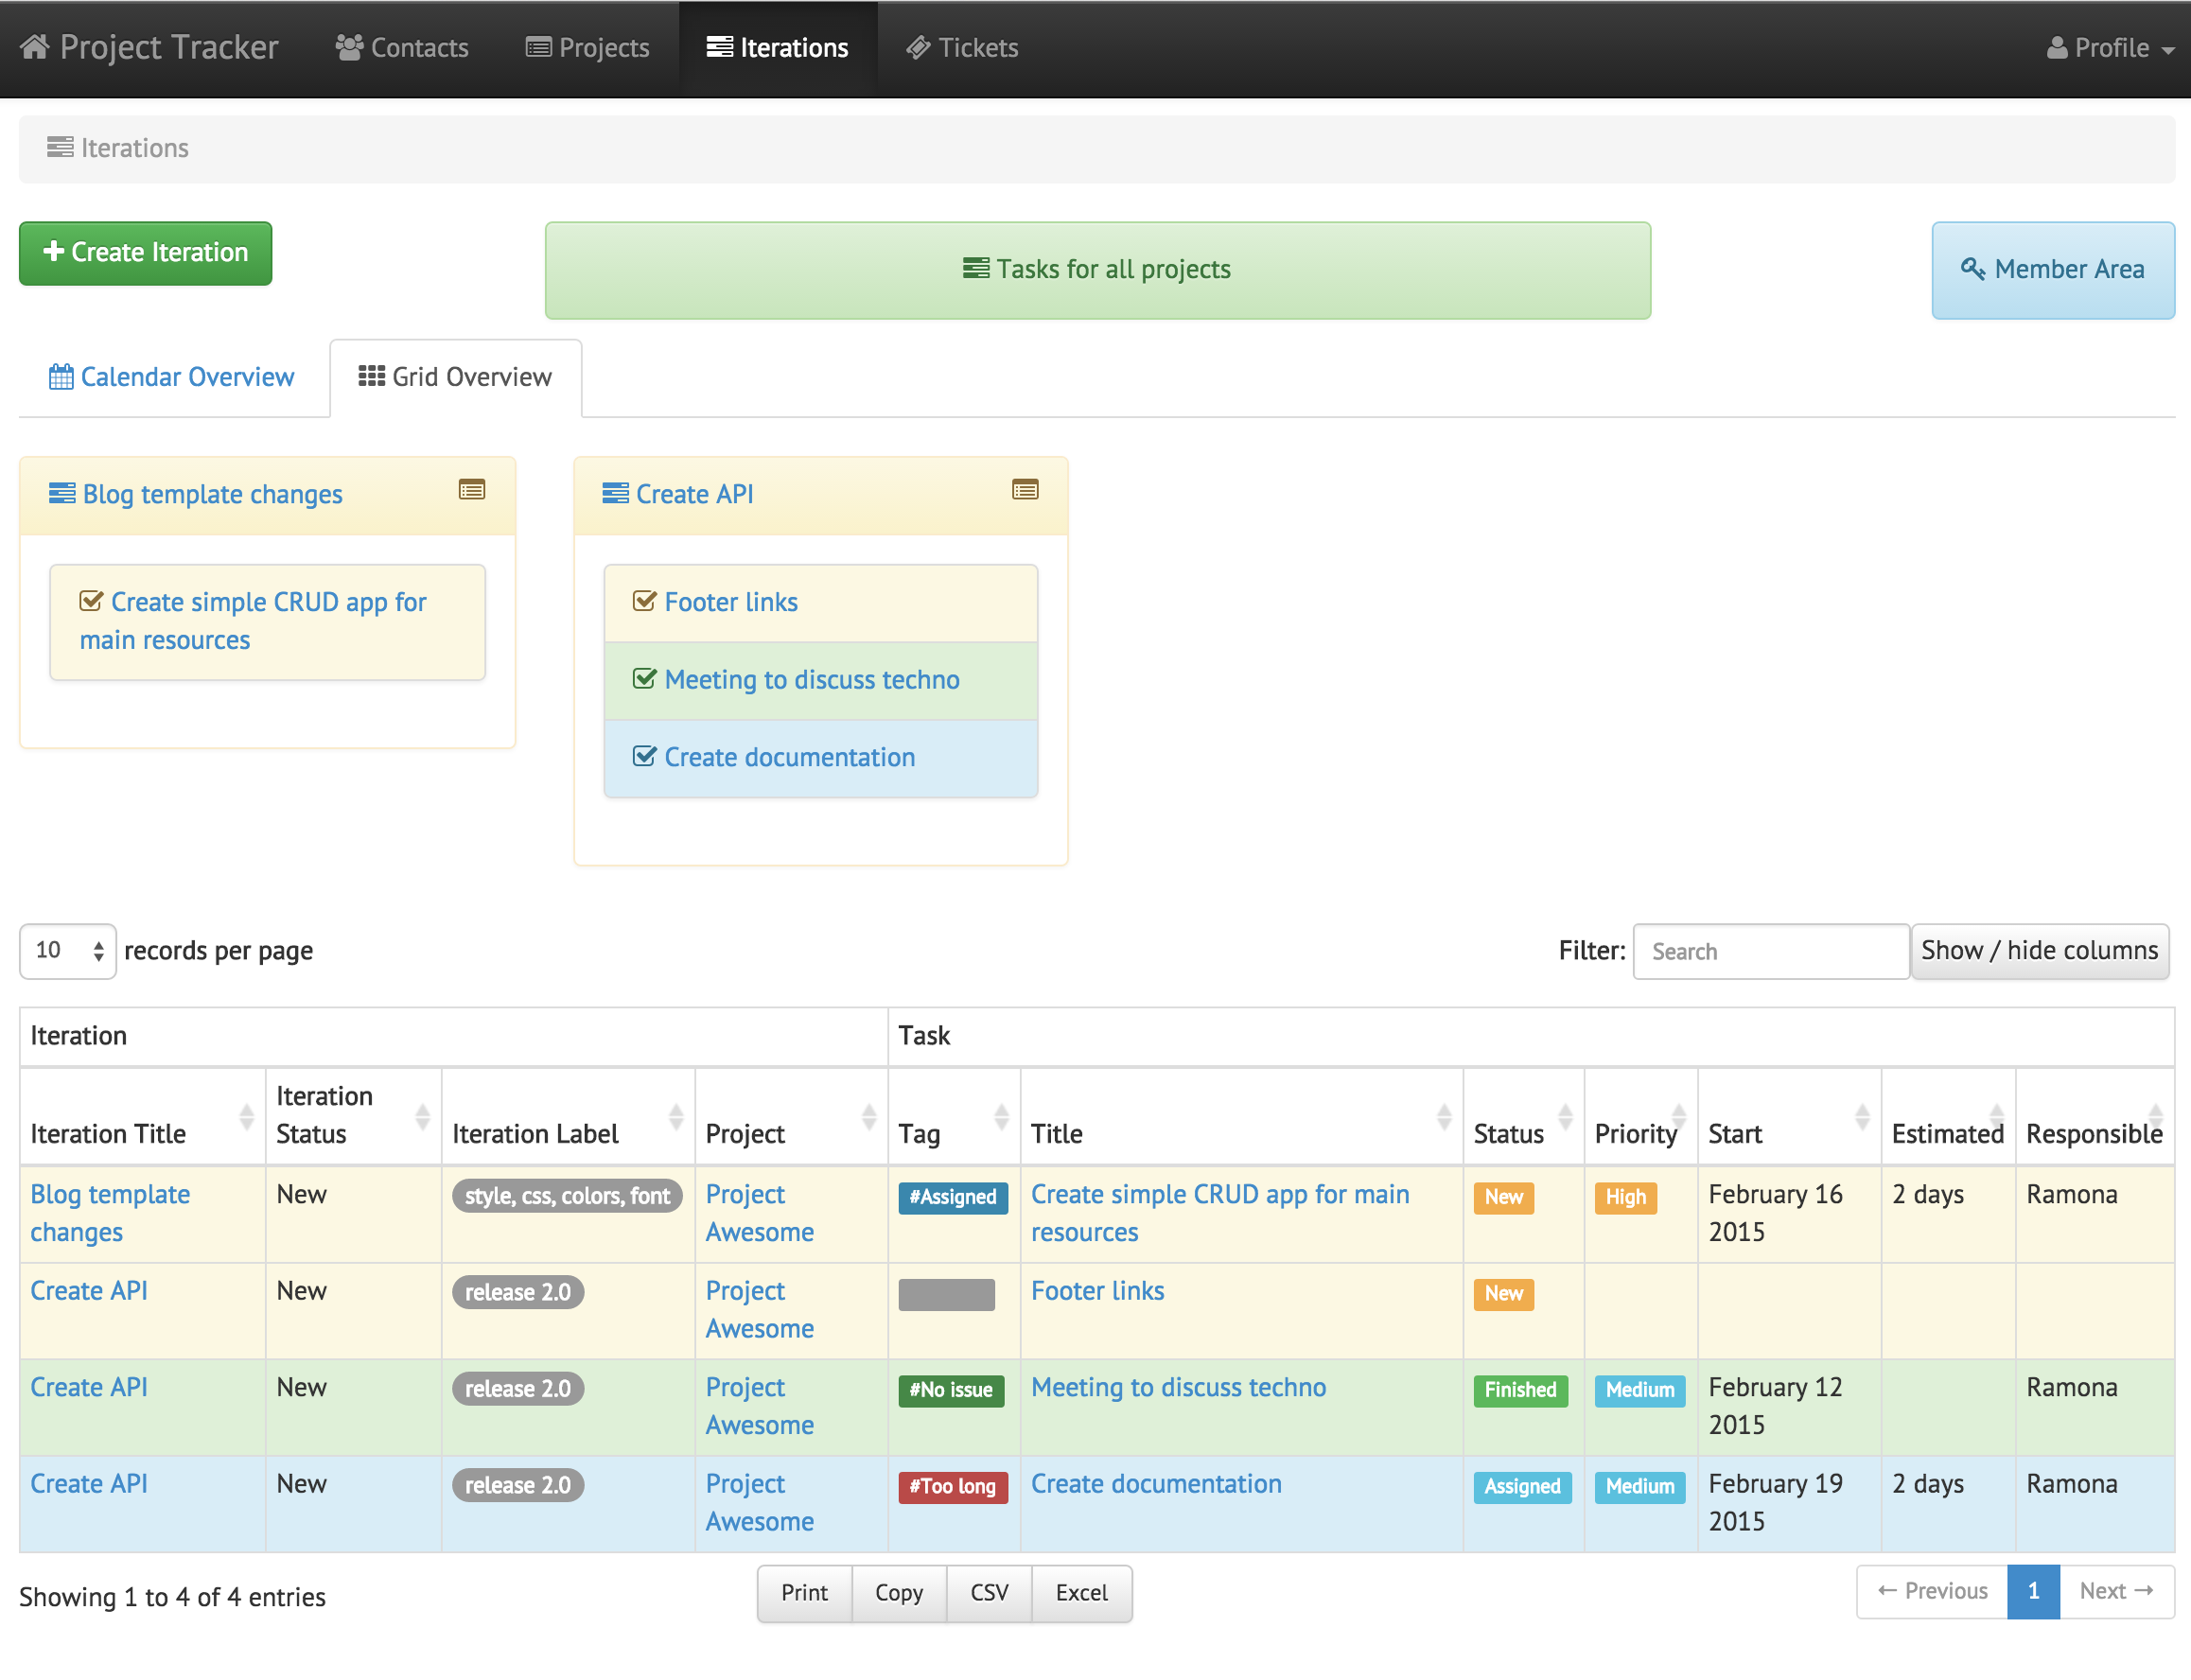 Project Tracker Contacts Projects Iterations Tickets Profile
Iterations
Create Iteration Tasks for all projects Member Area
Calendar Overview Grid Overview
Blog template changes
Create simple CRUD app for
main resources
Create API
Footer links
Meeting to discuss techno
Create documentation
10 records per page Filter: Search Show / hide columns
Iteration Task
Iteration Title Iteration Status Iteration Label Project Tag Title Status Priority Start Estimated Responsible
Blog template changes New style, css, colors, font Project Awesome #Assigned Create simple CRUD app for main resources New High February 16 2015 2 days Ramona
Create API New release 2.0 Project Awesome Footer links New
Create API New release 2.0 Project Awesome #No issue Meeting to discuss techno Finished Medium February 12 2015 Ramona
Create API New release 2.0 Project Awesome #Too long Create documentation Assigned Medium February 19 2015 2 days Ramona
Showing 1 to 4 of 4 entries Print Copy CSV Excel ← Previous 1 Next →